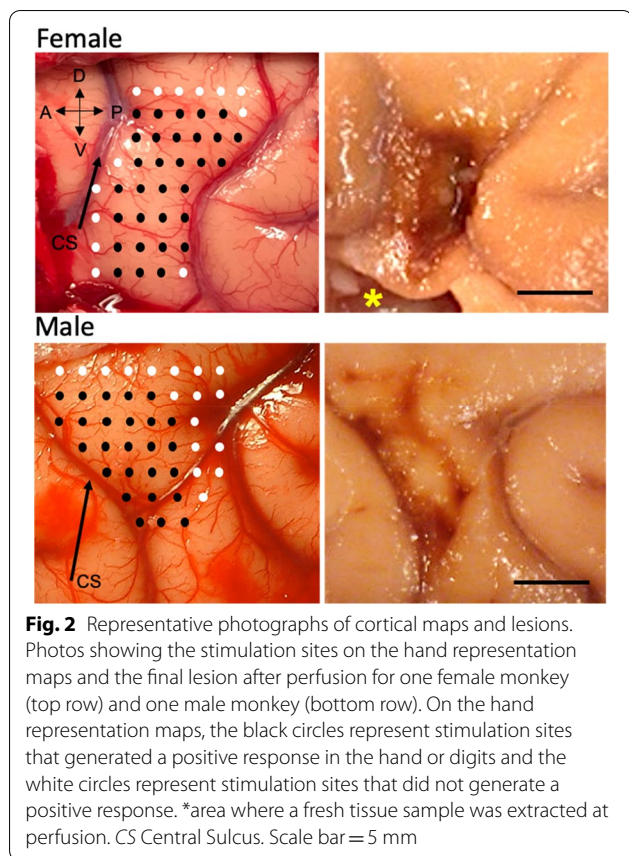 Female
D
A
P
V
CS
*
Male
CS
Fig. 2 Representative photographs of cortical maps and lesions.
Photos showing the stimulation sites on the hand representation
maps and the final lesion after perfusion for one female monkey
(top row) and one male monkey (bottom row). On the hand
representation maps, the black circles represent stimulation sites
that generated a positive response in the hand or digits and the
white circles represent stimulation sites that did not generate a
positive response. *area where a fresh tissue sample was extracted at
perfusion. CS Central Sulcus. Scale bar = 5 mm